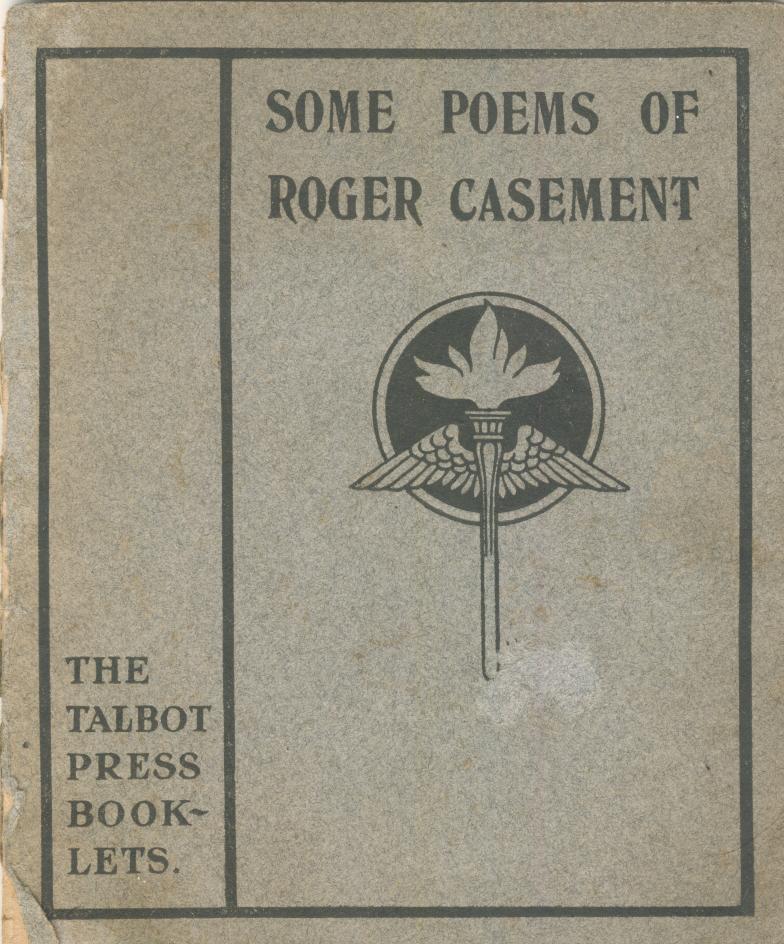 SOME POEMS OF
ROGER CASEMENT
THE
TALBOT
PRESS
BOOK-
LETS.